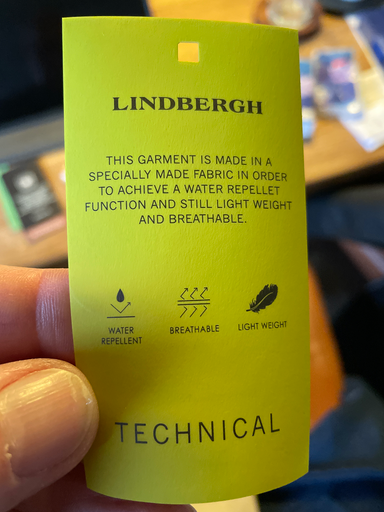 LINDBERGH
THIS GARMENT IS MADE IN A
SPECIALLY MADE FABRIC IN ORDER
TO ACHIEVE A WATER REPELLET
FUNCTION AND STILL LIGHT WEIGHT
AND BREATHABLE.
WATER
REPELLENT
BREATHABLE
LIGHT WEIGHT
TECHNICAL